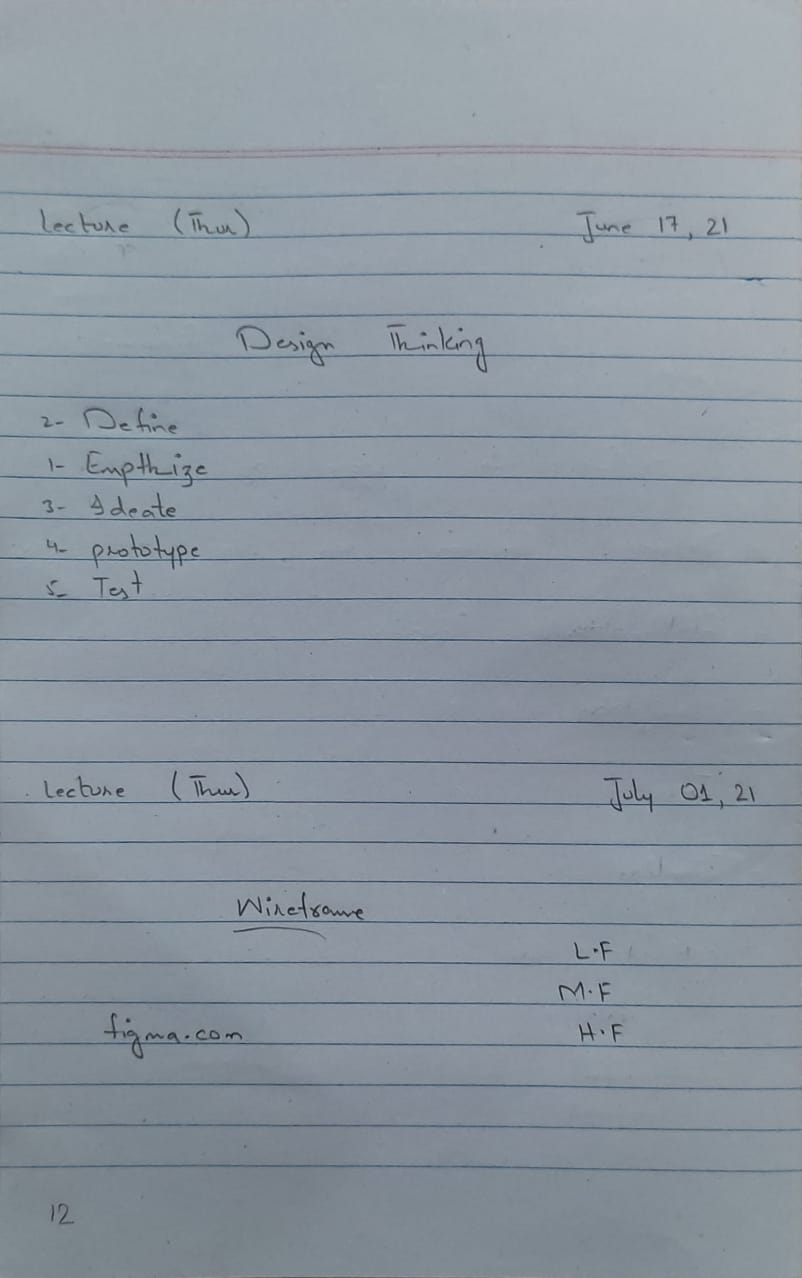 Lecture (Thur) June 17, 21
Design Thinking
2- Define
1- Empthize
3- Ideate
4- prototype
5- Test
Lecture (Thur) July 01, 21
Wireframe
L.F
M.F
figma.com H.F
12